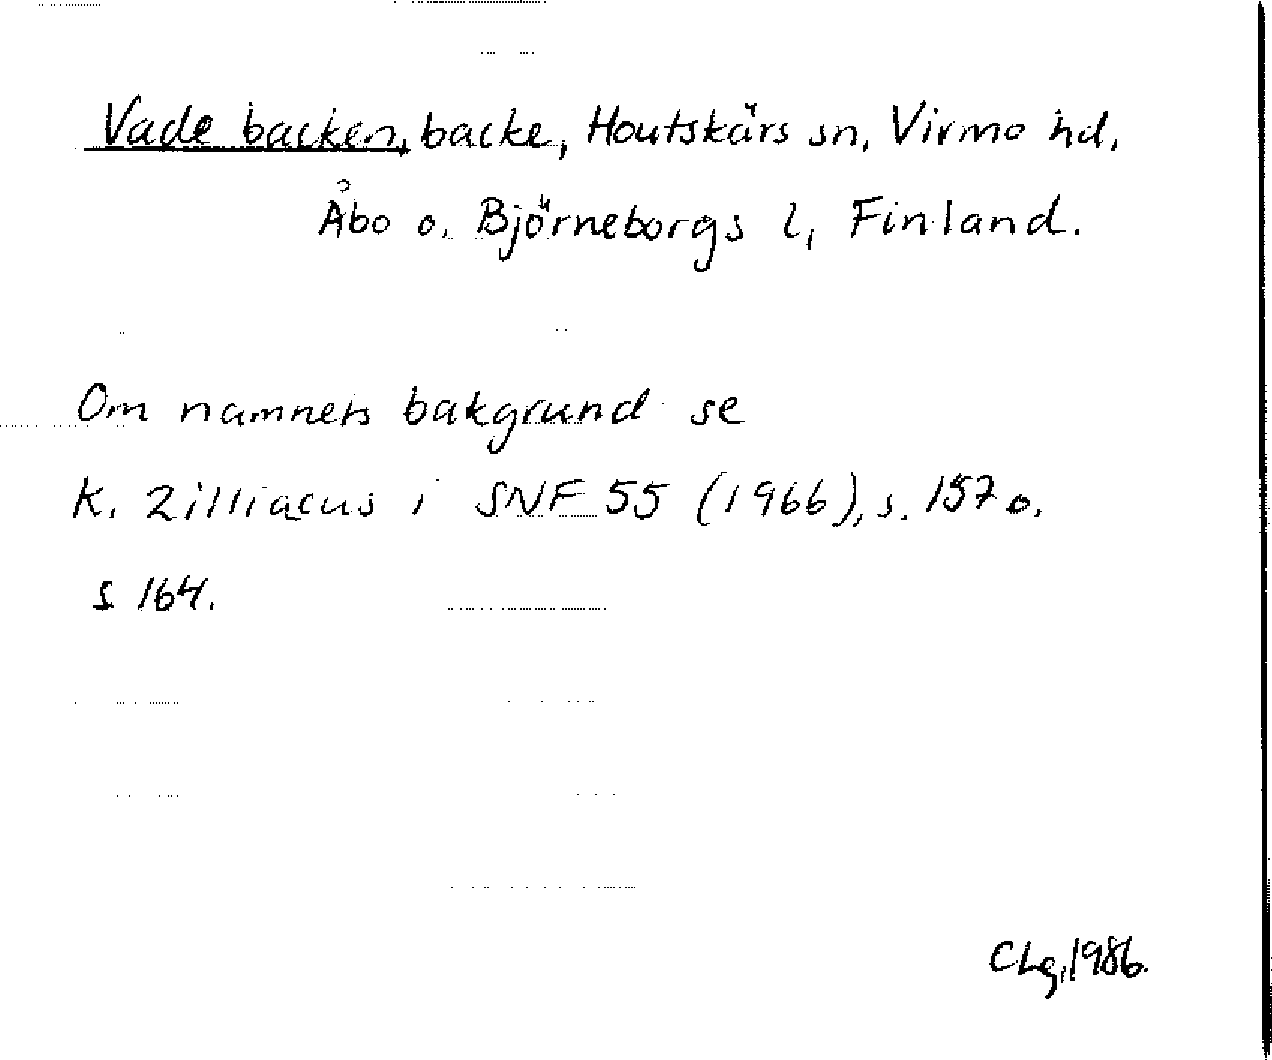 Vade backen, backe, Houtskärs sn, Virmo hd,
Åbo o. Björneborgs l, Finland.
Om namnets bakgrund se
K. Zilliacus i SNF 55 (1966), s. 157 o.
s 164.
CLg, 1986.